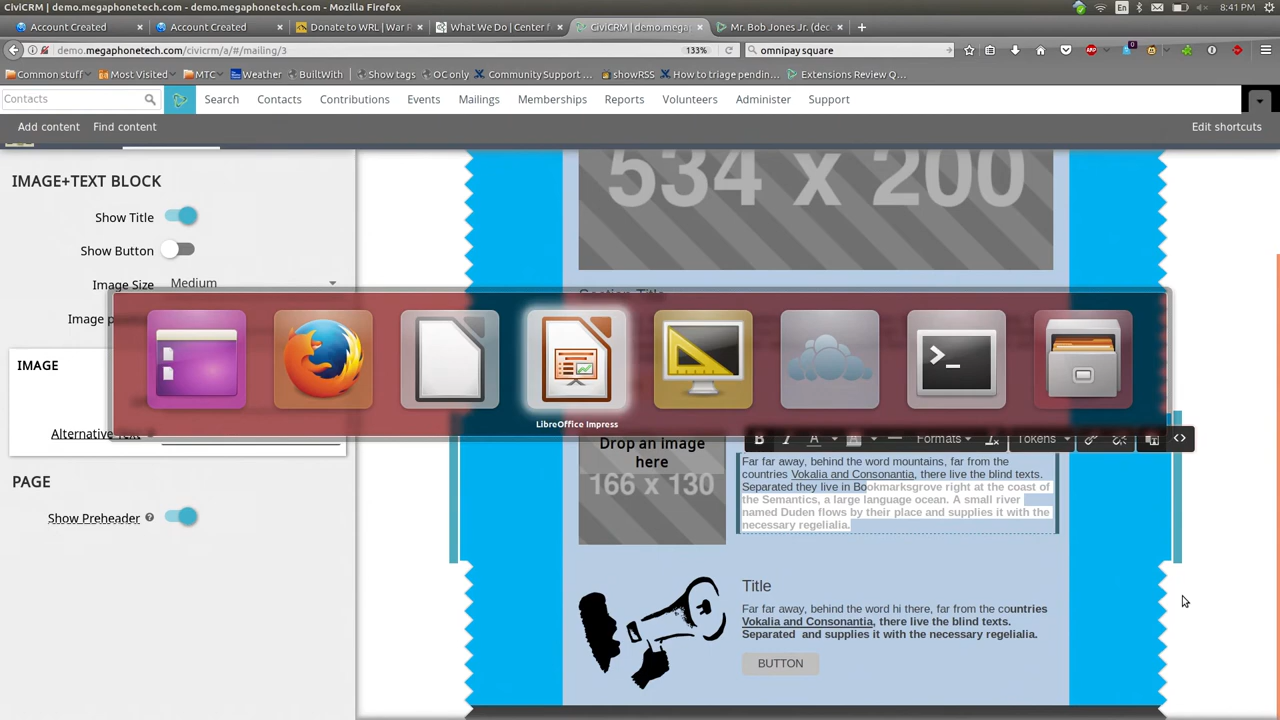 CiviCRM | demo.megaphonetech.com - demo.megaphonetech.com - Mozilla Firefox
En
8:41 PM
Account Created
Account Created
Donate to WRL | War R
What We Do | Center f
CiviCRM | demo.mega
Mr. Bob Jones Jr. (dec
demo.megaphonetech.com/civicrm/a/#/mailing/3
133%
omnipay square
ABP
0
Common stuff
Most Visited
MTC
Weather
BuiltWith
Show tags
OC only
Community Support ...
showRSS
How to triage pendin...
Extensions Review Q...
Contacts
Search
Contacts
Contributions
Events
Mailings
Memberships
Reports
Volunteers
Administer
Support
Add content
Find content
Edit shortcuts
IMAGE+TEXT BLOCK
Show Title
Show Button
Image Size
Medium
Image p
IMAGE
Alternative Text
PAGE
Show Preheader
534 x 200
Section Title
LibreOffice Impress
B
I
A
A
Formats
Tokens
Drop an image
here
166 x 130
Far far away, behind the word mountains, far from the
countries Vokalia and Consonantia, there live the blind texts.
Separated they live in Bookmarksgrove right at the coast of
the Semantics, a large language ocean. A small river
named Duden flows by their place and supplies it with the
necessary regelialia.
Title
Far far away, behind the word hi there, far from the countries
Vokalia and Consonantia, there live the blind texts.
Separated  and supplies it with the necessary regelialia.
BUTTON